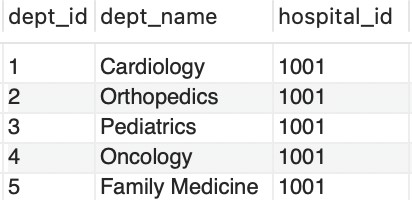 dept_id dept_name hospital_id
1 Cardiology 1001
2 Orthopedics 1001
3 Pediatrics 1001
4 Oncology 1001
5 Family Medicine 1001